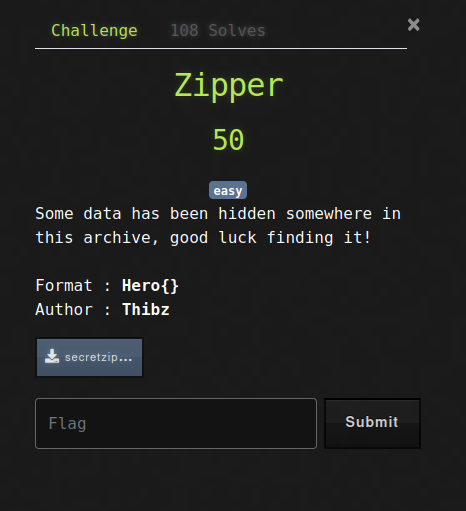 Challenge 108 Solves ×
Zipper
50
easy
Some data has been hidden somewhere in
this archive, good luck finding it!
Format : Hero{}
Author : Thibz
secretzip...
Flag Submit